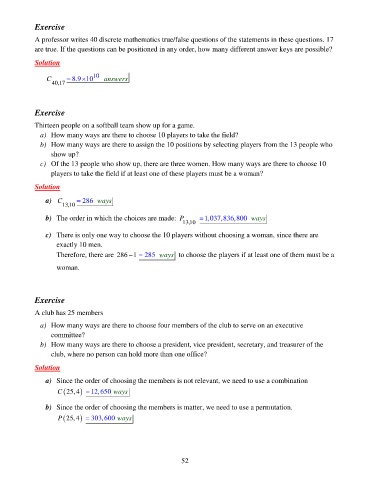 Exercise
A professor writes 40 discrete mathematics true/false questions of the statements in these questions, 17
are true. If the questions can be positioned in any order, how many different answer keys are possible?
Solution
C 40,17 = 8.9×10^10 answers
Exercise
Thirteen people on a softball team show up for a game.
a) How many ways are there to choose 10 players to take the field?
b) How many ways are there to assign the 10 positions by selecting players from the 13 people who
show up?
c) Of the 13 people who show up, there are three women. How many ways are there to choose 10
players to take the field if at least one of these players must be a woman?
Solution
a) C 13,10 = 286 ways
b) The order in which the choices are made: P 13,10 = 1,037,836,800 ways
c) There is only one way to choose the 10 players without choosing a woman, since there are
exactly 10 men.
Therefore, there are 286 − 1 = 285 ways to choose the players if at least one of them must be a
woman.
Exercise
A club has 25 members
a) How many ways are there to choose four members of the club to serve on an executive
committee?
b) How many ways are there to choose a president, vice president, secretary, and treasurer of the
club, where no person can hold more than one office?
Solution
a) Since the order of choosing the members is not relevant, we need to use a combination
C(25,4) = 12,650 ways
b) Since the order of choosing the members is matter, we need to use a permutation.
P(25,4) = 303,600 ways
52